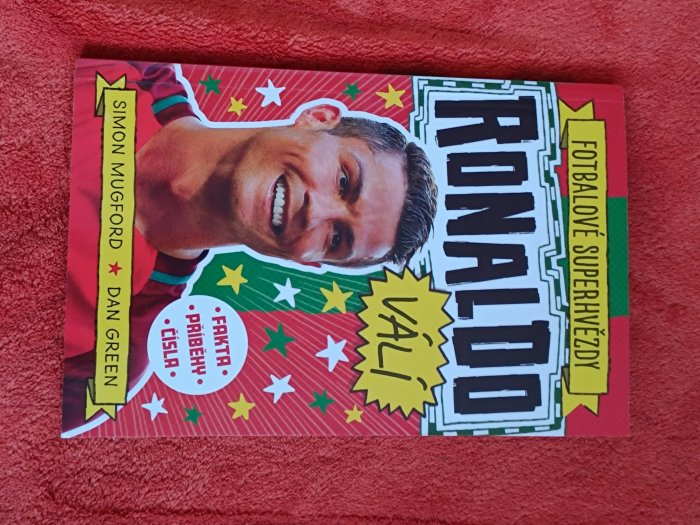 FOTBALOVÉ SUPERHVĚZDY
RONALDO
VÁLÍ
• FAKTA •
PŘÍBĚHY
• ČÍSLA •
SIMON MUGFORD ★ DAN GREEN